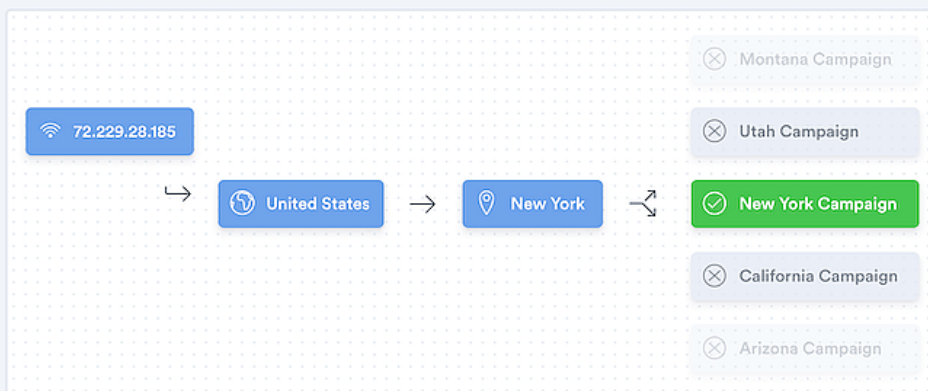 72.229.28.185
United States
New York
Montana Campaign
Utah Campaign
New York Campaign
California Campaign
Arizona Campaign